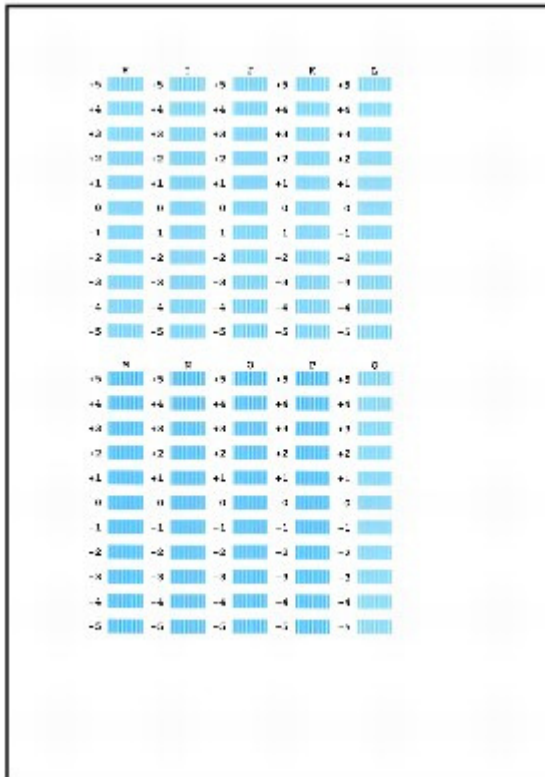 I J K L
+5 +5 +5 +5 +5
+4 +4 +4 +4 +4
+3 +3 +3 +3 +3
+2 +2 +2 +2 +2
+1 +1 +1 +1 +1
0 0 0 0 0
-1 1 1 1 -1
-2 -2 -2 -2 -2
-3 -3 -3 -3 -3
-4 -4 -4 -4 -4
-5 -5 -5 -5 -5
M N O P Q
+5 +5 +5 +5 +5
+4 +4 +4 +4 +4
+3 +3 +3 +3 +3
+2 +2 +2 +2 +2
+1 +1 +1 +1 +1
0 0 0 0 0
-1 -1 -1 -1 -1
-2 -2 -2 -2 -2
-3 -3 -3 -3 -3
-4 -4 -4 -4 -4
-5 -5 -5 -5